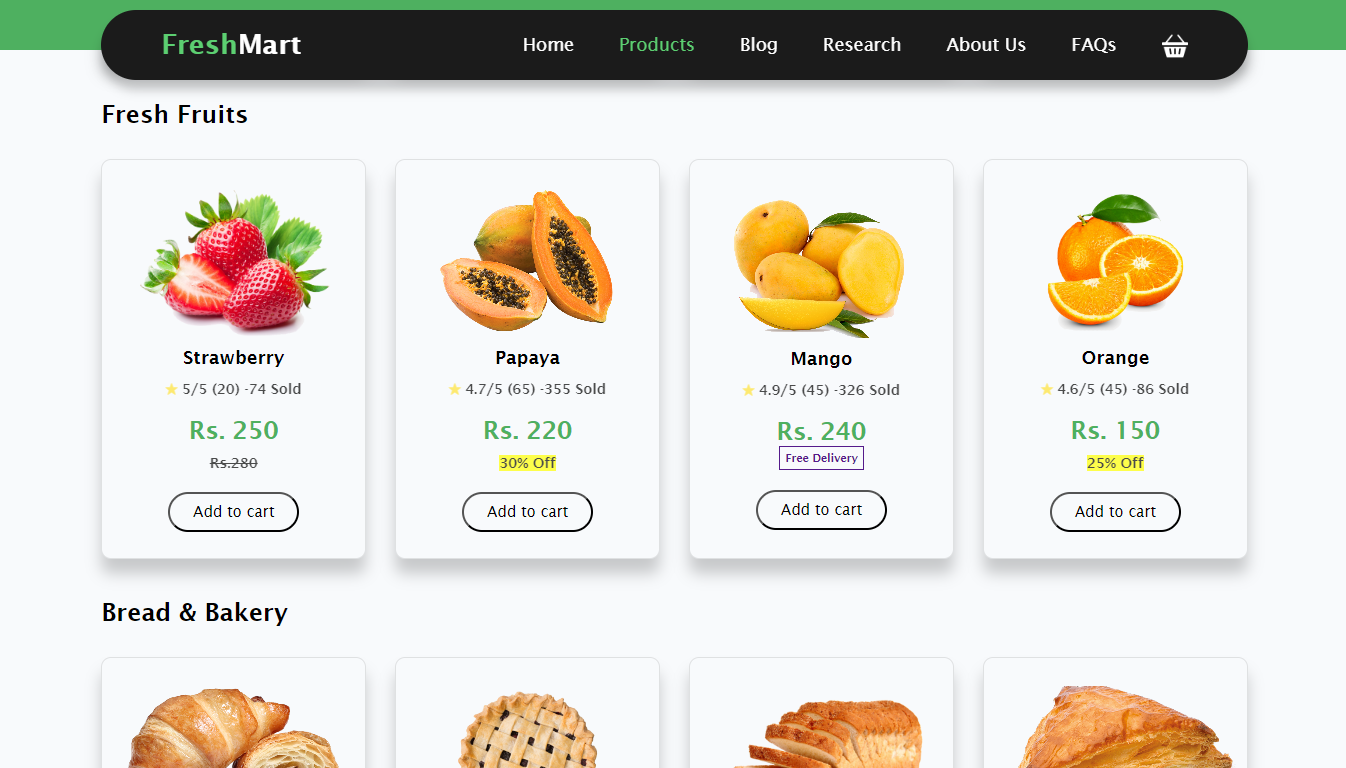 FreshMart Home Products Blog Research About Us FAQs
Fresh Fruits
Strawberry
5/5 (20) -74 Sold
Rs. 250
Rs.280
Add to cart
Papaya
4.7/5 (65) -355 Sold
Rs. 220
30% Off
Add to cart
Mango
4.9/5 (45) -326 Sold
Rs. 240
Free Delivery
Add to cart
Orange
4.6/5 (45) -86 Sold
Rs. 150
25% Off
Add to cart
Bread & Bakery